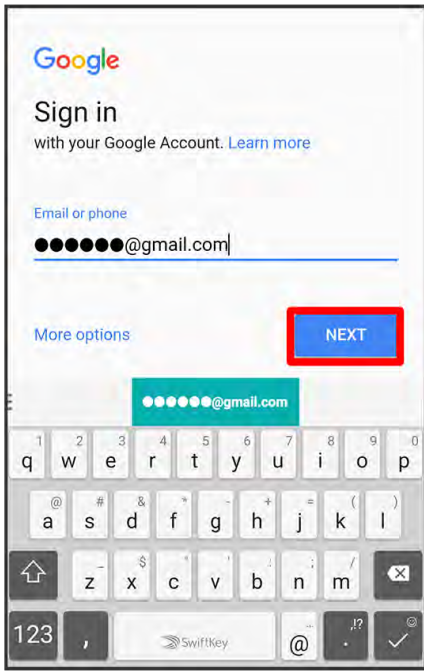 Google
Sign in
with your Google Account. Learn more
Email or phone
●●●●●●@gmail.com
More options NEXT
●●●●●●@gmail.com
1 2 3 4 5 6 7 8 9 0
q w e r t y u i o p
@ # & * - + = ( )
a s d f g h j k l
_ $ " ' : ; /
z x c v b n m
123 , SwiftKey @ . ,!?